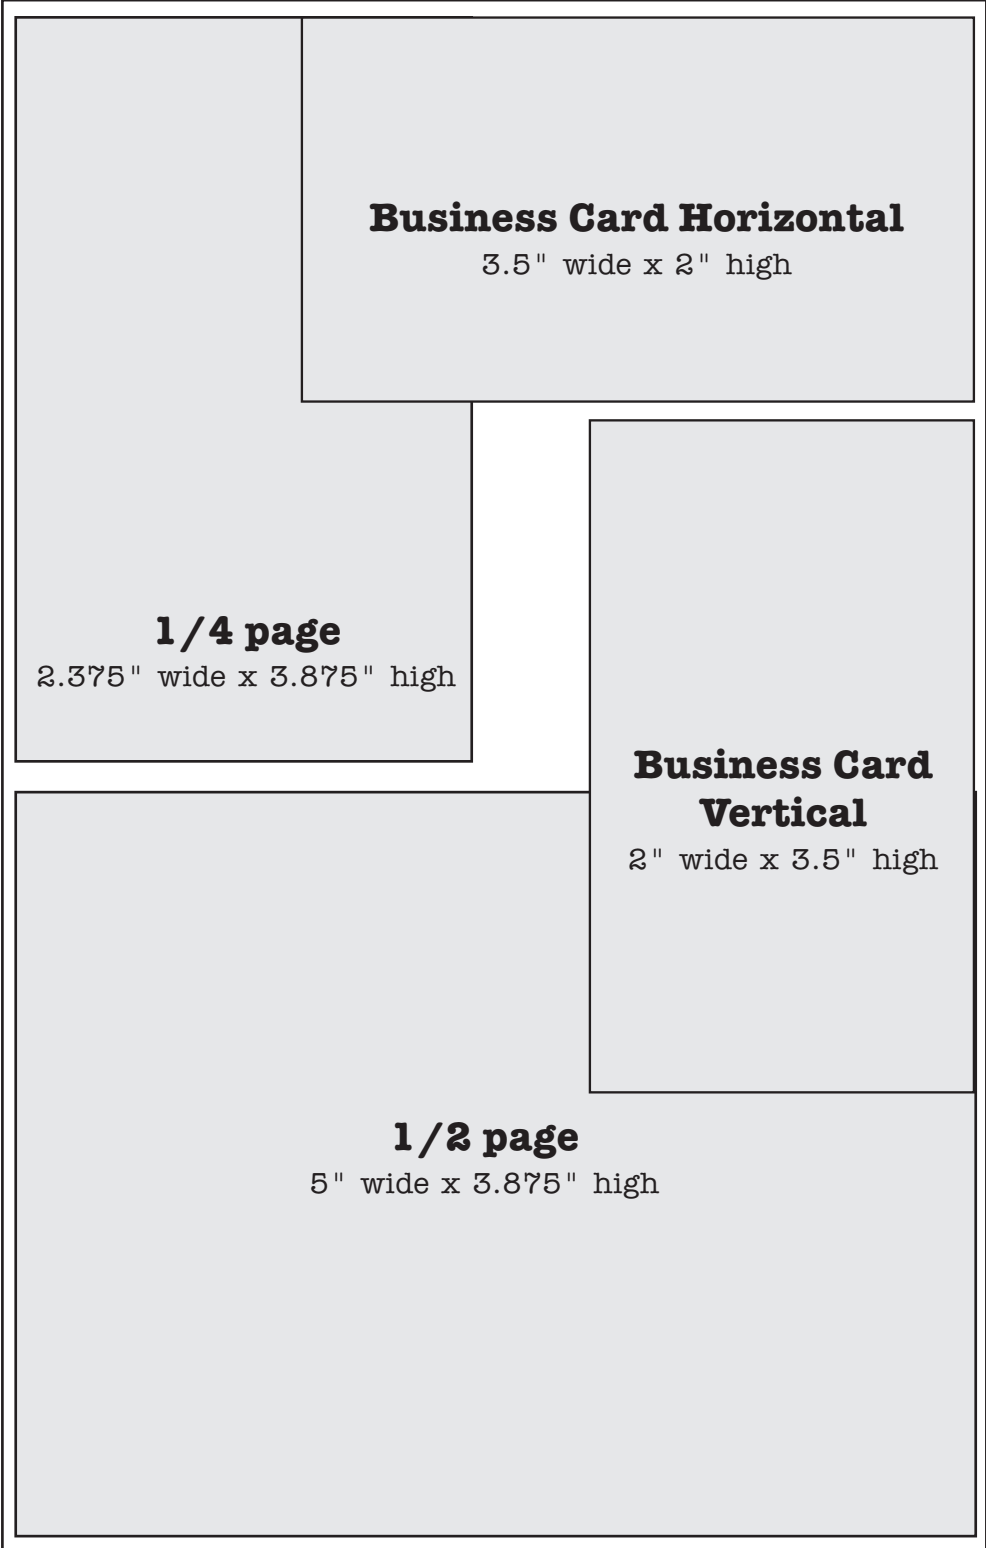 Business Card Horizontal
3.5" wide x 2" high
1/4 page
2.375" wide x 3.875" high
Business Card
Vertical
2" wide x 3.5" high
1/2 page
5" wide x 3.875" high